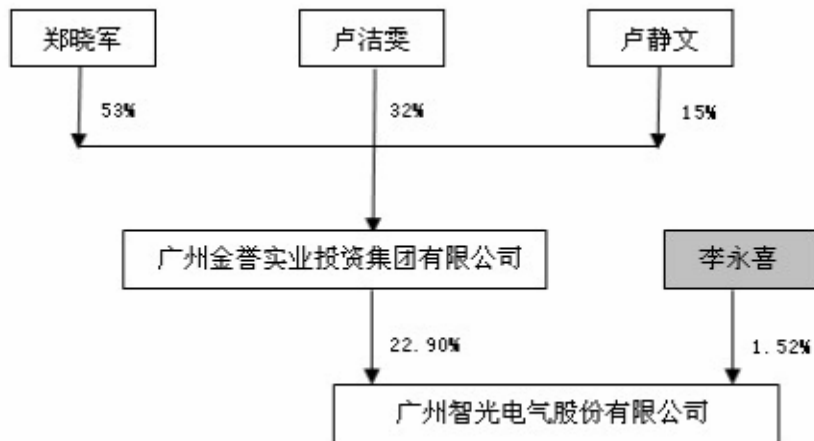 郑晓军
卢洁雯
卢静文
53%
32%
15%
广州金誉实业投资集团有限公司
李永喜
22.90%
1.52%
广州智光电气股份有限公司